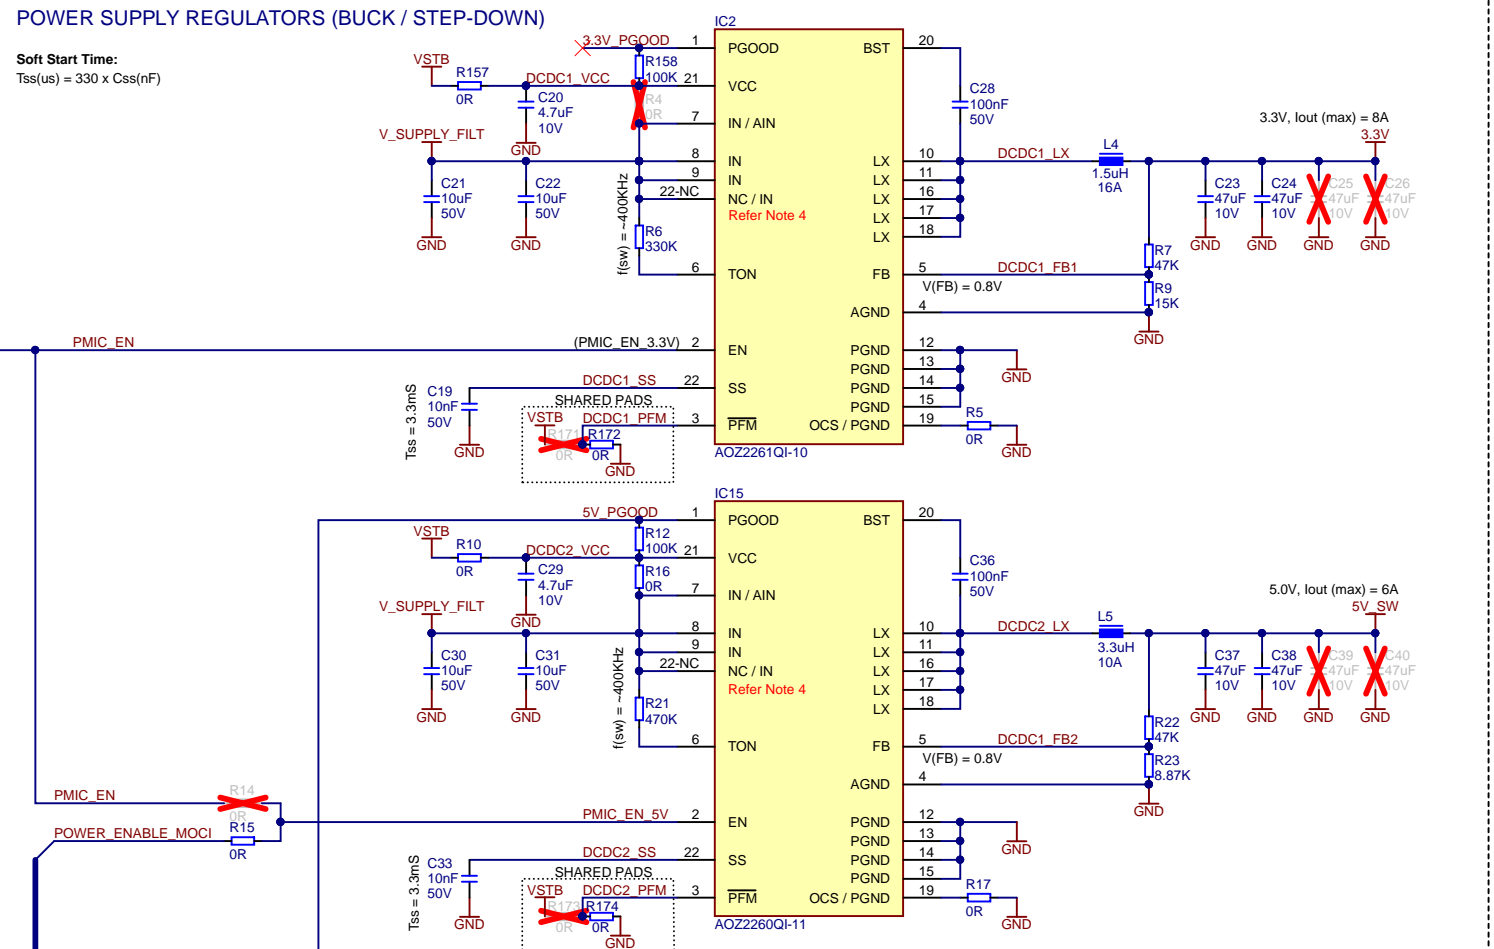 POWER SUPPLY REGULATORS (BUCK / STEP-DOWN)
Soft Start Time:
Tss(us) = 330 x Css(nF)
IC2
3.3V_PGOOD
1
PGOOD
BST
20
VSTB
R157
0R
DCDC1_VCC
R158
100K
21
VCC
C20
4.7uF
10V
GND
R4
0R
7
IN / AIN
C28
100nF
50V
V_SUPPLY_FILT
8
IN
9
IN
22-NC
NC / IN
Refer Note 4
C21
10uF
50V
GND
C22
10uF
50V
GND
f(sw) = ~400KHz
R6
330K
6
TON
LX
10
LX
11
LX
16
LX
17
LX
18
DCDC1_LX
L4
1.5uH
16A
3.3V, Iout (max) = 8A
3.3V
C23
47uF
10V
GND
C24
47uF
10V
GND
C25
47uF
10V
GND
C26
47uF
10V
GND
FB
5
DCDC1_FB1
V(FB) = 0.8V
R7
47K
R9
15K
AGND
4
GND
PMIC_EN
(PMIC_EN_3.3V)
2
EN
PGND
12
PGND
13
PGND
14
PGND
15
GND
Tss = 3.3mS
C19
10nF
50V
GND
DCDC1_SS
22
SS
SHARED PADS
VSTB
DCDC1_PFM
3
PFM
R171
0R
R172
0R
GND
OCS / PGND
19
R5
0R
GND
AOZ2261QI-10
IC15
5V_PGOOD
1
PGOOD
BST
20
VSTB
R10
0R
DCDC2_VCC
R12
100K
21
VCC
C29
4.7uF
10V
GND
R16
0R
7
IN / AIN
C36
100nF
50V
V_SUPPLY_FILT
8
IN
9
IN
22-NC
NC / IN
Refer Note 4
C30
10uF
50V
GND
C31
10uF
50V
GND
f(sw) = ~400KHz
R21
470K
6
TON
LX
10
LX
11
LX
16
LX
17
LX
18
DCDC2_LX
L5
3.3uH
10A
5.0V, Iout (max) = 6A
5V_SW
C37
47uF
10V
GND
C38
47uF
10V
GND
C39
47uF
10V
GND
C40
47uF
10V
GND
FB
5
DCDC1_FB2
V(FB) = 0.8V
R22
47K
R23
8.87K
AGND
4
GND
PMIC_EN
R14
0R
POWER_ENABLE_MOCI
R15
0R
PMIC_EN_5V
2
EN
PGND
12
PGND
13
PGND
14
PGND
15
GND
Tss = 3.3mS
C33
10nF
50V
GND
DCDC2_SS
22
SS
SHARED PADS
VSTB
DCDC2_PFM
3
PFM
R173
0R
R174
0R
GND
OCS / PGND
19
R17
0R
GND
AOZ2260QI-11